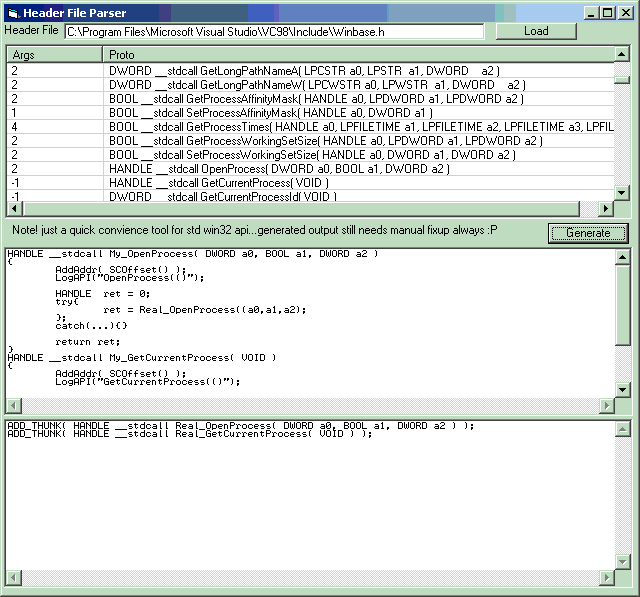 Header File Parser
Header File C:\Program Files\Microsoft Visual Studio\VC98\Include\Winbase.h Load
Args Proto
2 DWORD __stdcall GetLongPathNameA( LPCSTR a0, LPSTR a1, DWORD a2 )
2 DWORD __stdcall GetLongPathNameW( LPCWSTR a0, LPWSTR a1, DWORD a2 )
2 BOOL __stdcall GetProcessAffinityMask( HANDLE a0, LPDWORD a1, LPDWORD a2 )
1 BOOL __stdcall SetProcessAffinityMask( HANDLE a0, DWORD a1 )
4 BOOL __stdcall GetProcessTimes( HANDLE a0, LPFILETIME a1, LPFILETIME a2, LPFILETIME a3, LPFIL
2 BOOL __stdcall GetProcessWorkingSetSize( HANDLE a0, LPDWORD a1, LPDWORD a2 )
2 BOOL __stdcall SetProcessWorkingSetSize( HANDLE a0, DWORD a1, DWORD a2 )
2 HANDLE __stdcall OpenProcess( DWORD a0, BOOL a1, DWORD a2 )
-1 HANDLE __stdcall GetCurrentProcess( VOID )
-1 DWORD __stdcall GetCurrentProcessId( VOID )
Note! just a quick convience tool for std win32 api...generated output still needs manual fixup always :P Generate
HANDLE __stdcall My_OpenProcess( DWORD a0, BOOL a1, DWORD a2 )
{
AddAddr( SCOffset() );
LogAPI("OpenProcess(()");
HANDLE ret = 0;
try{
ret = Real_OpenProcess((a0,a1,a2);
};
catch(...){}
return ret;
}
HANDLE __stdcall My_GetCurrentProcess( VOID )
{
AddAddr( SCOffset() );
LogAPI("GetCurrentProcess(()");
ADD_THUNK( HANDLE __stdcall Real_OpenProcess( DWORD a0, BOOL a1, DWORD a2 ) );
ADD_THUNK( HANDLE __stdcall Real_GetCurrentProcess( VOID ) );